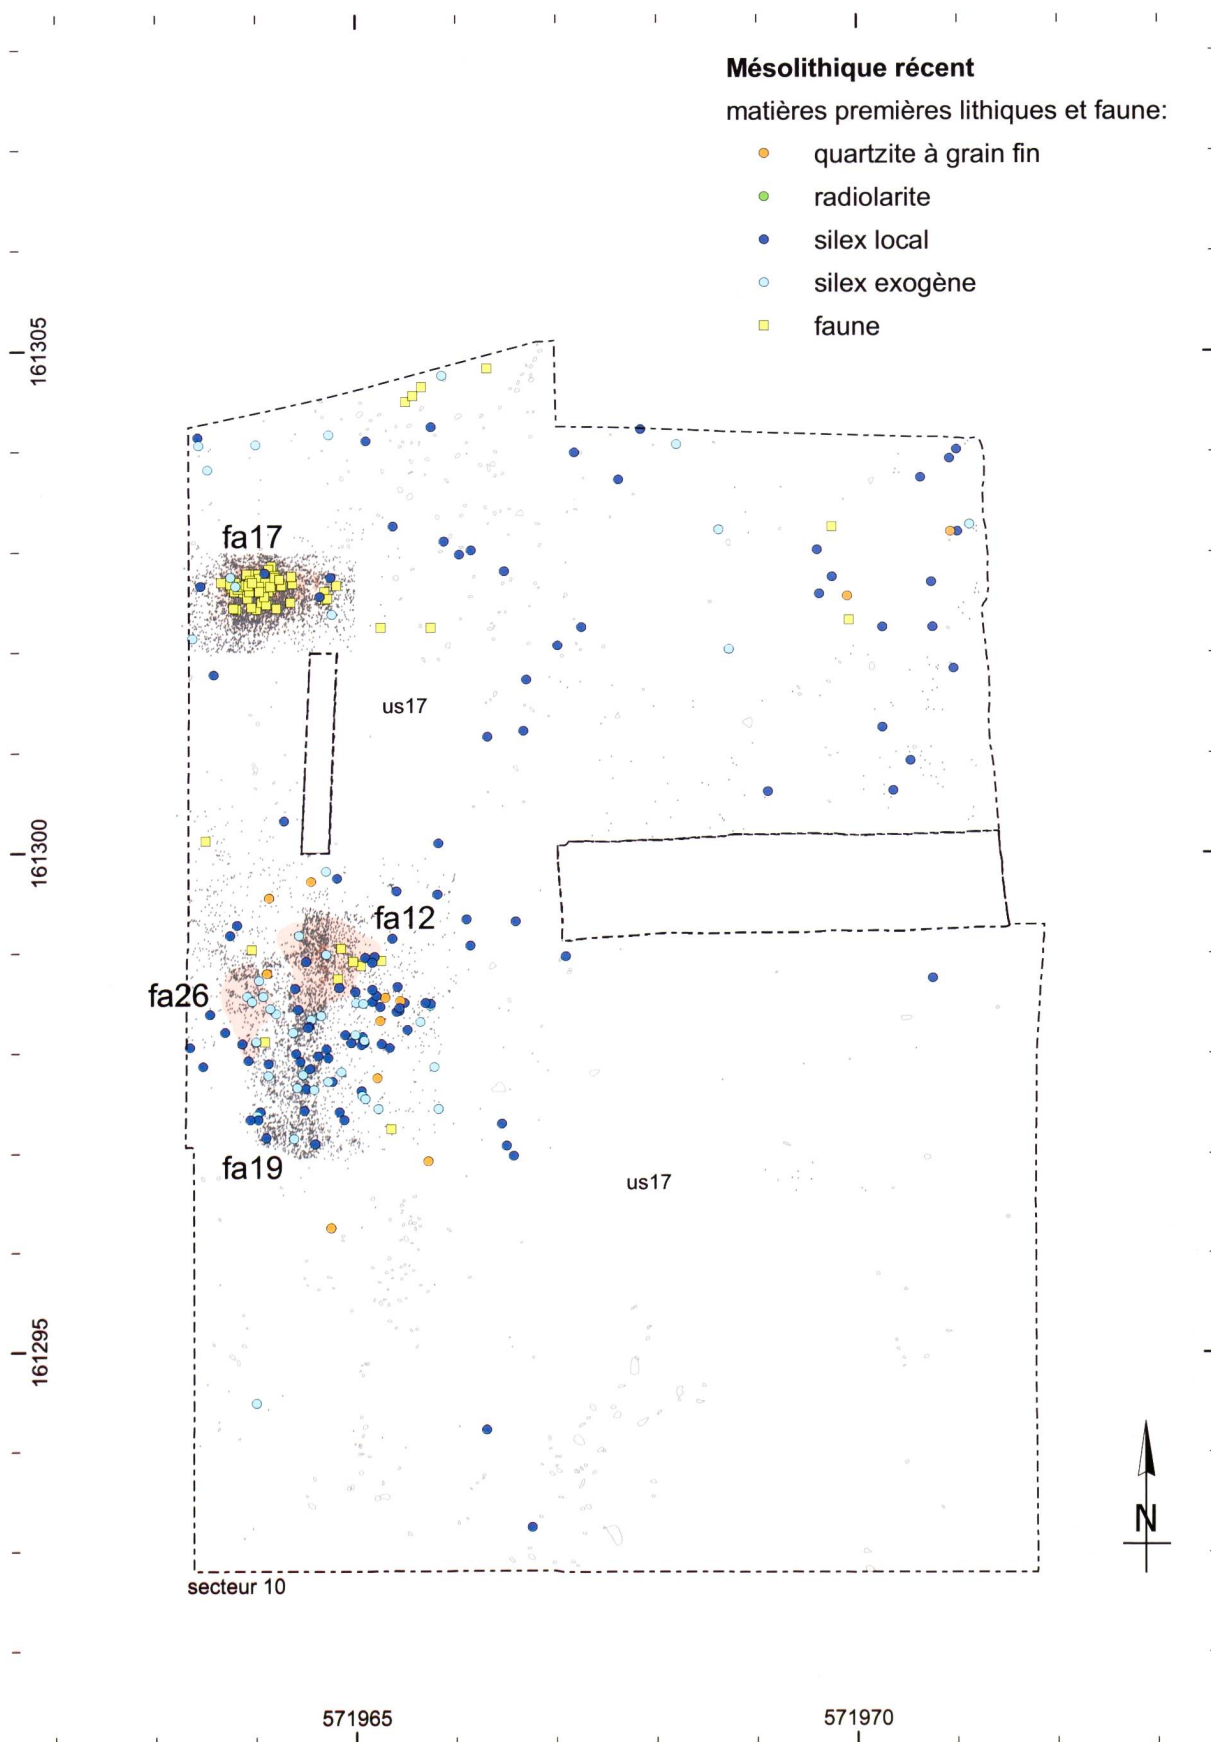 Mésolithique récent
matières premières lithiques et faune:
quartzite à grain fin
radiolarite
silex local
silex exogène
faune
161305
fa17
us17
161300
fa12
fa26
fa19
us17
161295
N
secteur 10
571965
571970